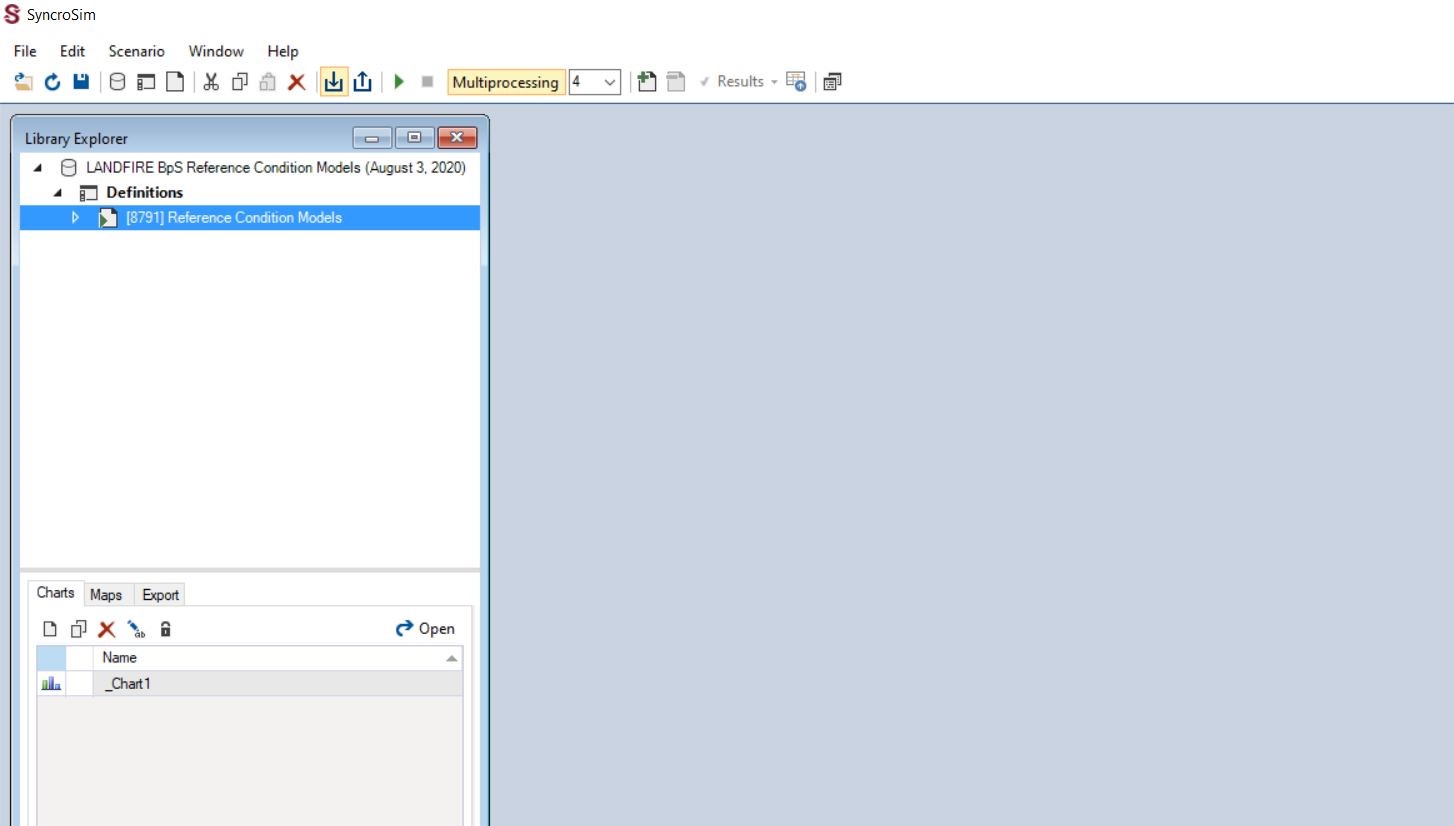 SyncroSim
File Edit Scenario Window Help
Multiprocessing 4 Results
Library Explorer
LANDFIRE BpS Reference Condition Models (August 3, 2020)
Definitions
[8791] Reference Condition Models
Charts Maps Export
ab Open
Name
_Chart1